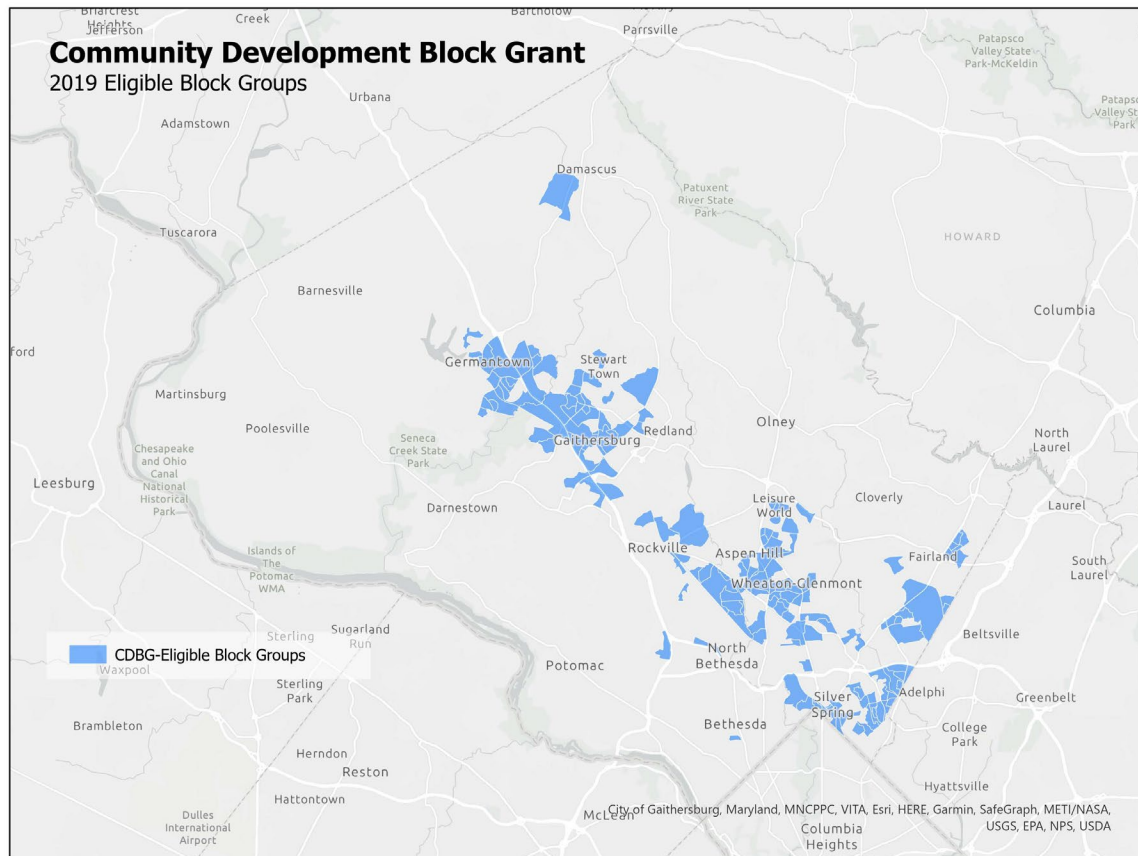 Briarcrest
Heights
Jefferson
Creek
Bartholow
Parrsville
Community Development Block Grant
2019 Eligible Block Groups
Patapsco
Valley State
Park-McKeldin
Urbana
Adamstown
Damascus
Patuxent
River State
Park
Tuscarora
HOWARD
Barnesville
Columbia
Germantown
Stewart
Town
Martinsburg
Poolesville
Seneca
Creek State
Park
Gaithersburg
Redland
Olney
North
Laurel
Chesapeake
and Ohio
Canal
National
Historical
Park
Leesburg
Darnestown
Leisure
World
Cloverly
Laurel
Rockville
Aspen Hill
Fairland
South
Laurel
Islands of
The
Potomac
WMA
Wheaton-Glenmont
Sterling
Sugarland
Run
Beltsville
CDBG-Eligible Block Groups
Waxpool
Potomac
North
Bethesda
Sterling
Park
Silver
Spring
Adelphi
Greenbelt
Brambleton
Bethesda
College
Park
Herndon
Reston
Hattontown
Hyattsville
Dulles
International
Airport
McLean
City of Gaithersburg, Maryland, MNCPPC, VITA, Esri, HERE, Garmin, SafeGraph, METI/NASA,
USGS, EPA, NPS, USDA
Columbia
Heights